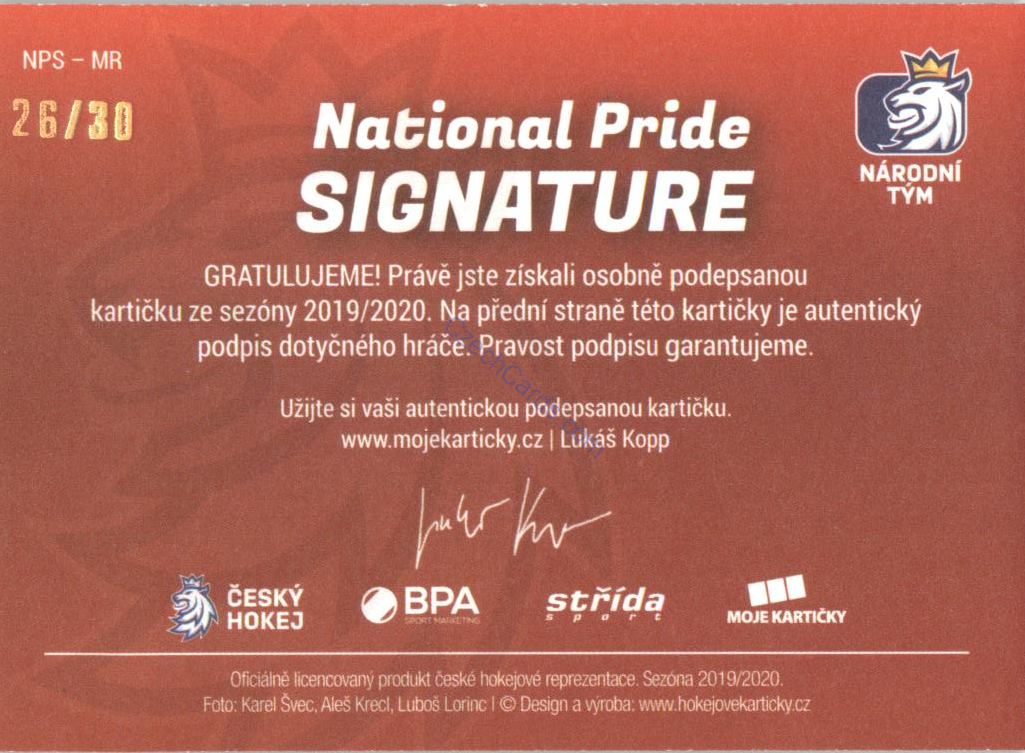 NPS – MR
26/30
National Pride
SIGNATURE
NÁRODNÍ
TÝM
GRATULUJEME! Právě jste získali osobně podepsanou
kartičku ze sezóny 2019/2020. Na přední straně této kartičky je autentický
podpis dotyčného hráče. Pravost podpisu garantujeme.
CzechCards.com
Užijte si vaši autentickou podepsanou kartičku.
www.mojekarticky.cz | Lukáš Kopp
ČESKÝ
HOKEJ
BPA
SPORT MARKETING
střída
sport
MOJE KARTIČKY
Oficiálně licencovaný produkt české hokejové reprezentace. Sezóna 2019/2020.
Foto: Karel Švec, Aleš Krecl, Luboš Lorinc | © Design a výroba: www.hokejovekarticky.cz